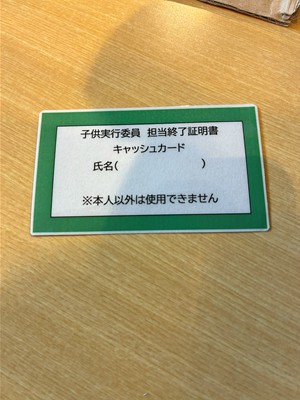 子供実行委員 担当終了証明書
キャッシュカード
氏名( )
※本人以外は使用できません